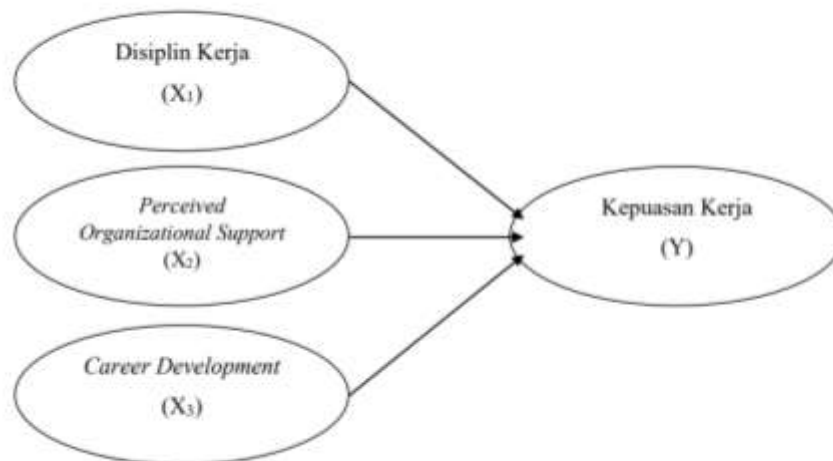 Disiplin Kerja
(X₁)
Perceived
Organizational Support
(X₂)
Career Development
(X₃)
Kepuasan Kerja
(Y)